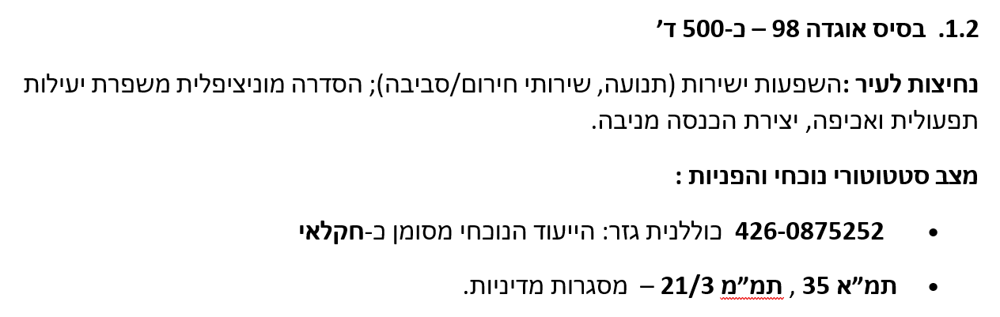 1.2. בסיס אוגדה 98 – כ-500 ד’
נחיצות לעיר: השפעות ישירות (תנועה, שירותי חירום/סביבה); הסדרה מוניציפלית משפרת יעילות
תפעולית ואכיפה, יצירת הכנסה מניבה.
מצב סטטוטורי נוכחי והפניות :
• 426-0875252 כוללנית גזר: הייעוד הנוכחי מסומן כ-חקלאי
• תמ”א 35 , תמ”מ 21/3 – מסגרות מדיניות.